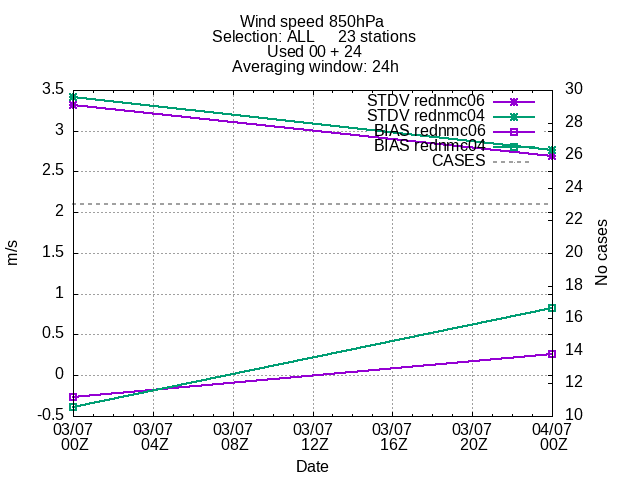 Wind speed 850hPa
Selection: ALL 23 stations
Used 00 + 24
Averaging window: 24h
3.5
3
2.5
2
1.5
1
0.5
0
-0.5
m/s
30
28
26
24
22
20
18
16
14
12
10
No cases
STDV rednmc06
STDV rednmc04
BIAS rednmc06
BIAS rednmc04
CASES
03/07 03/07 03/07 03/07 03/07 03/07 04/07
00Z 04Z 08Z 12Z 16Z 20Z 00Z
Date